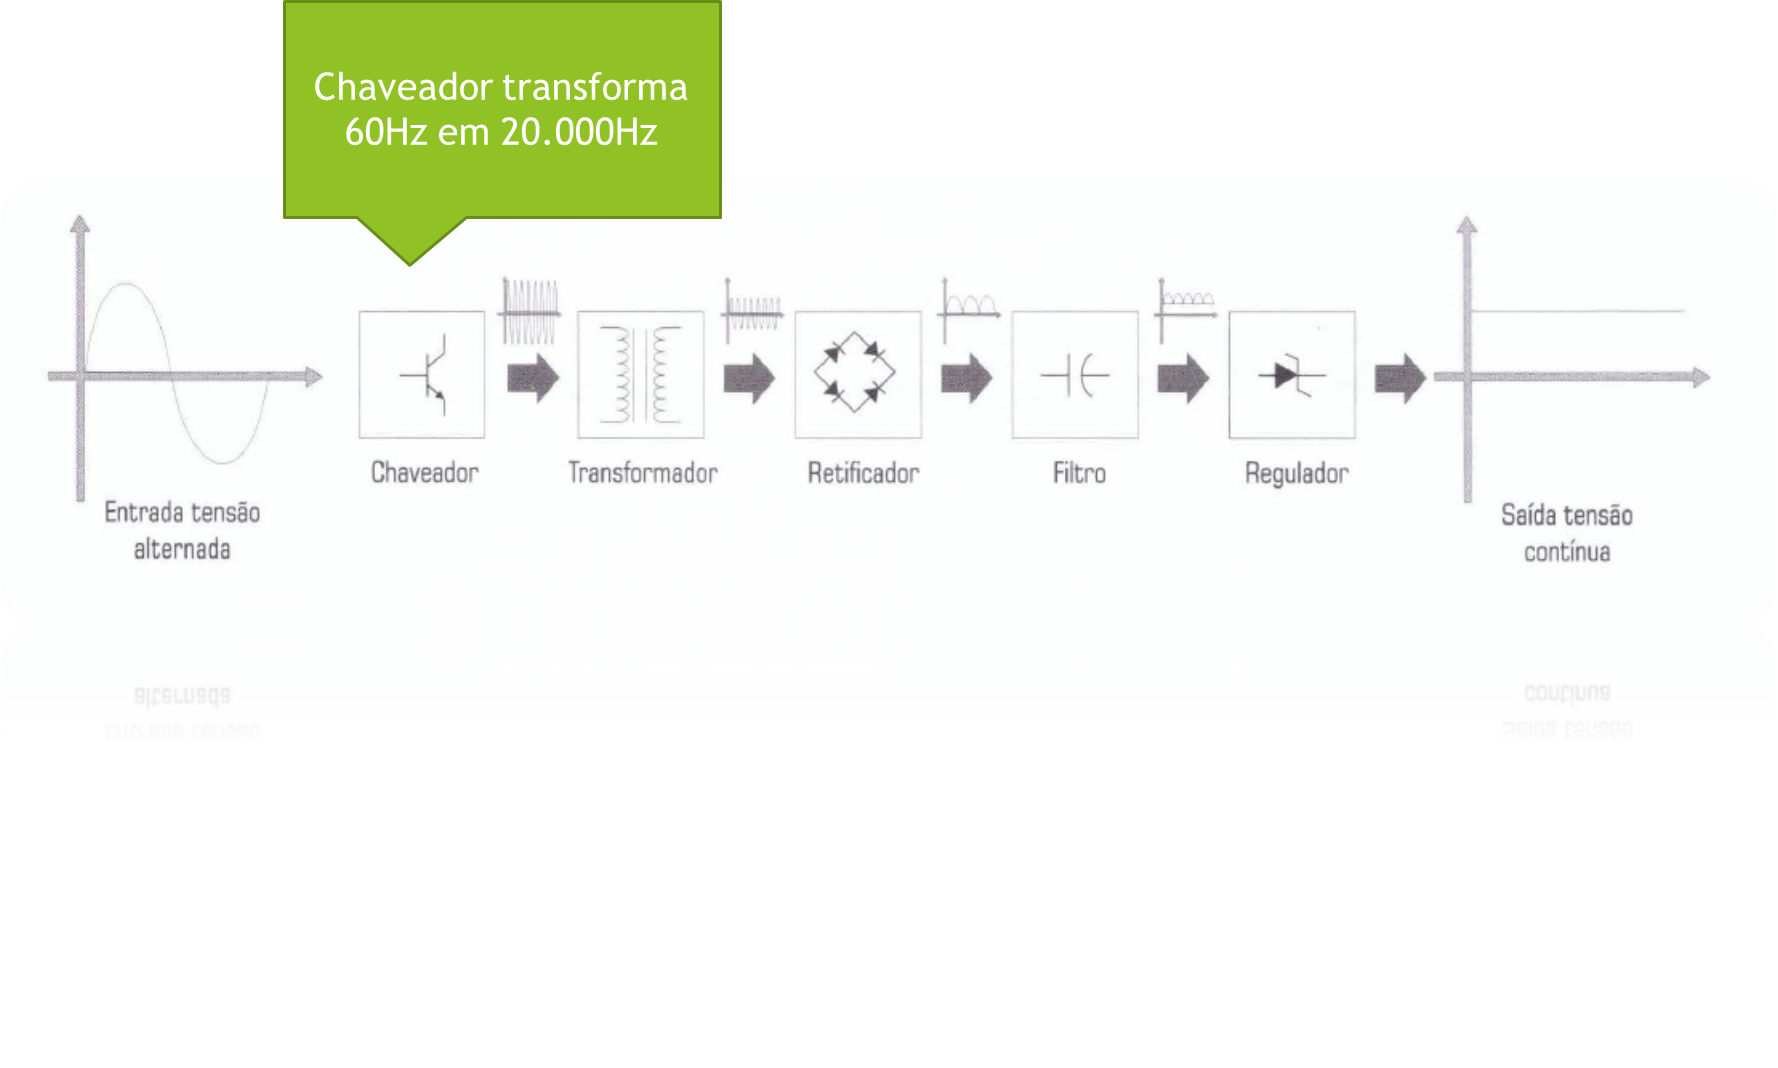 Chaveador transforma
60Hz em 20.000Hz
Chaveador
Transformador
Retificador
Filtro
Regulador
Entrada tensão
alternada
Saída tensão
contínua